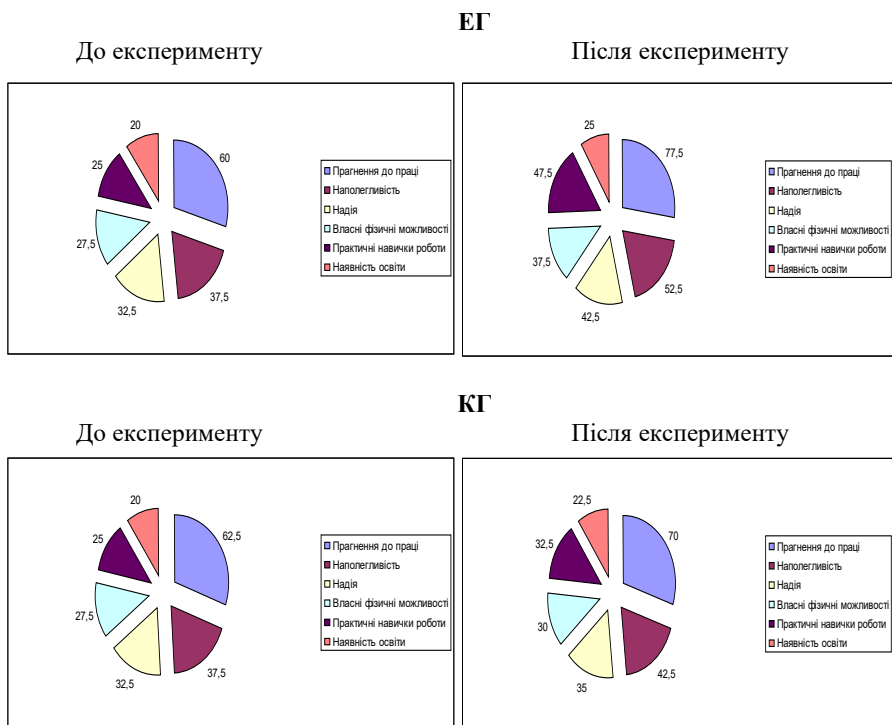 ЕГ
До експерименту
Після експерименту
20
60
25
27,5
32,5
37,5
Прагнення до праці
Наполегливість
Надія
Власні фізичні можливості
Практичні навички роботи
Наявність освіти
25
77,5
47,5
37,5
42,5
52,5
Прагнення до праці
Наполегливість
Надія
Власні фізичні можливості
Практичні навички роботи
Наявність освіти
КГ
До експерименту
Після експерименту
20
62,5
25
27,5
32,5
37,5
Прагнення до праці
Наполегливість
Надія
Власні фізичні можливості
Практичні навички роботи
Наявність освіти
22,5
70
32,5
30
35
42,5
Прагнення до праці
Наполегливість
Надія
Власні фізичні можливості
Практичні навички роботи
Наявність освіти